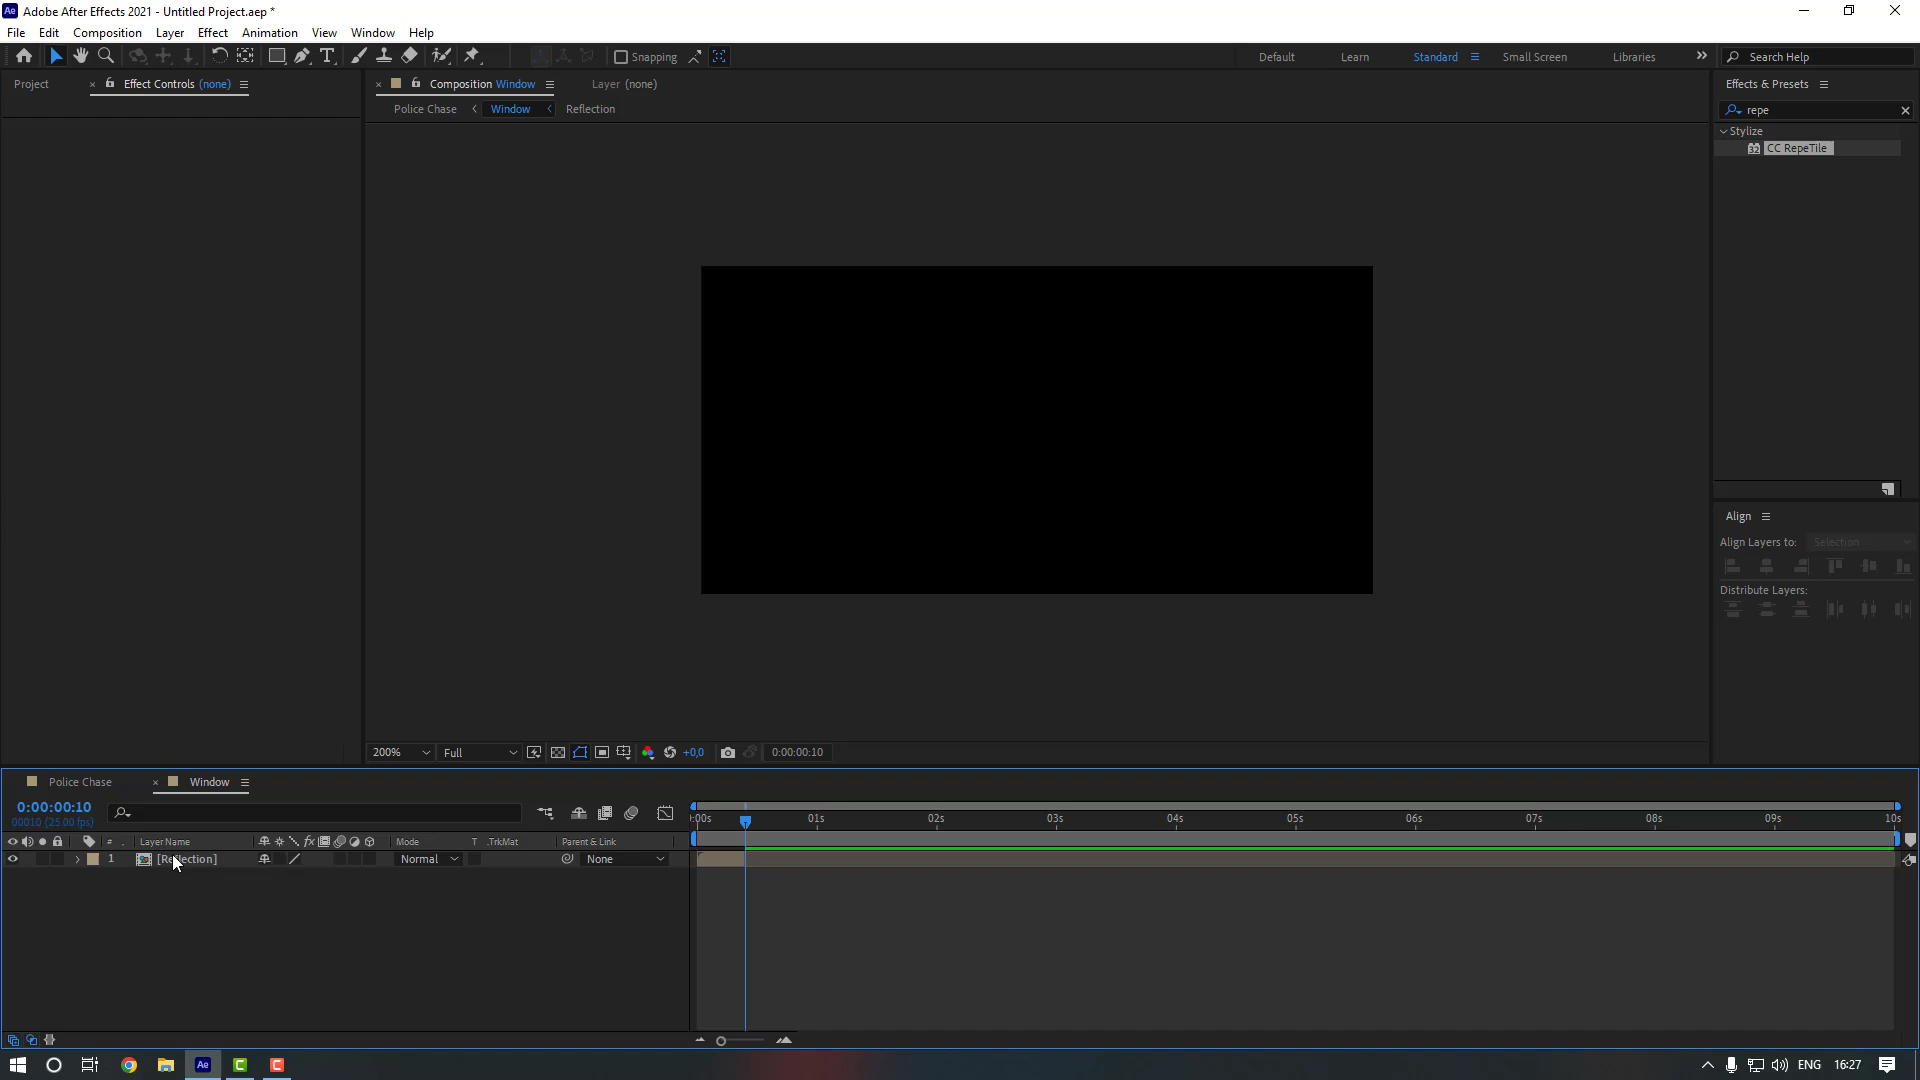 Adobe After Effects 2021 - Untitled Project.aep *
File Edit Composition Layer Effect Animation View Window Help
Snapping Default Learn Standard Small Screen Libraries Search Help
Project Effect Controls (none) Composition Window Layer (none) Effects & Presets
Police Chase Window Reflection repe
Stylize
CC RepeTile
Align
Align Layers to: Selection
Distribute Layers:
200% Full +0,0 0:00:00:10
Police Chase Window
0:00:00:10
00010 (25.00 fps)
:00s 01s 02s 03s 04s 05s 06s 07s 08s 09s 10s
# . Layer Name fx Mode T .TrkMat Parent & Link
1 [Reflection] Normal None
Ae ENG 16:27